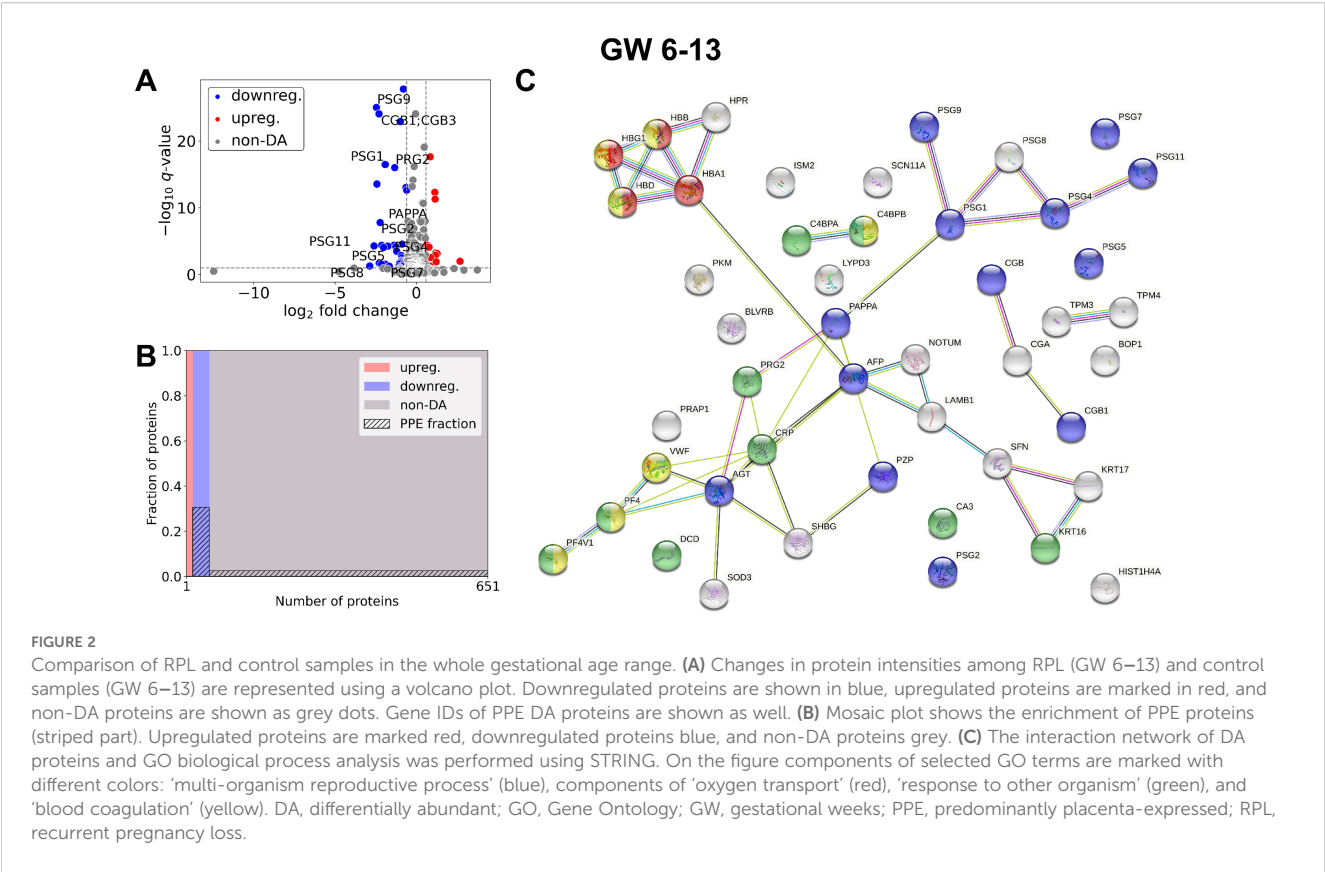 GW 6-13
A
downreg.
upreg.
non-DA
PSG9
CGB1;CGB3
PSG1
PRG2
PAPPA
PSG2
PSG11
PSG4
PSG5
PSG8
PSG7
20
10
0
−10
−5
0
−log10 q-value
log2 fold change
B
upreg.
downreg.
non-DA
PPE fraction
1.0
0.8
0.6
0.4
0.2
0.0
1
651
Fraction of proteins
Number of proteins
C
HPR
HBB
HBG1
HBD
HBA1
ISM2
SCN11A
PSG9
PSG8
PSG7
PSG11
PSG4
PSG1
C4BPA
C4BPB
PSG5
PKM
LYPD3
CGB
TPM3
TPM4
BLVRB
PAPPA
NOTUM
CGA
BOP1
PRG2
AFP
LAMB1
CGB1
PRAP1
CRP
VWF
SFN
KRT17
AGT
PZP
PF4
CA3
KRT16
PF4V1
DCD
SHBG
PSG2
SOD3
HIST1H4A
FIGURE 2
Comparison of RPL and control samples in the whole gestational age range. (A) Changes in protein intensities among RPL (GW 6–13) and control
samples (GW 6–13) are represented using a volcano plot. Downregulated proteins are shown in blue, upregulated proteins are marked in red, and
non-DA proteins are shown as grey dots. Gene IDs of PPE DA proteins are shown as well. (B) Mosaic plot shows the enrichment of PPE proteins
(striped part). Upregulated proteins are marked red, downregulated proteins blue, and non-DA proteins grey. (C) The interaction network of DA
proteins and GO biological process analysis was performed using STRING. On the figure components of selected GO terms are marked with
different colors: ‘multi-organism reproductive process’ (blue), components of ‘oxygen transport’ (red), ‘response to other organism’ (green), and
‘blood coagulation’ (yellow). DA, differentially abundant; GO, Gene Ontology; GW, gestational weeks; PPE, predominantly placenta-expressed; RPL,
recurrent pregnancy loss.